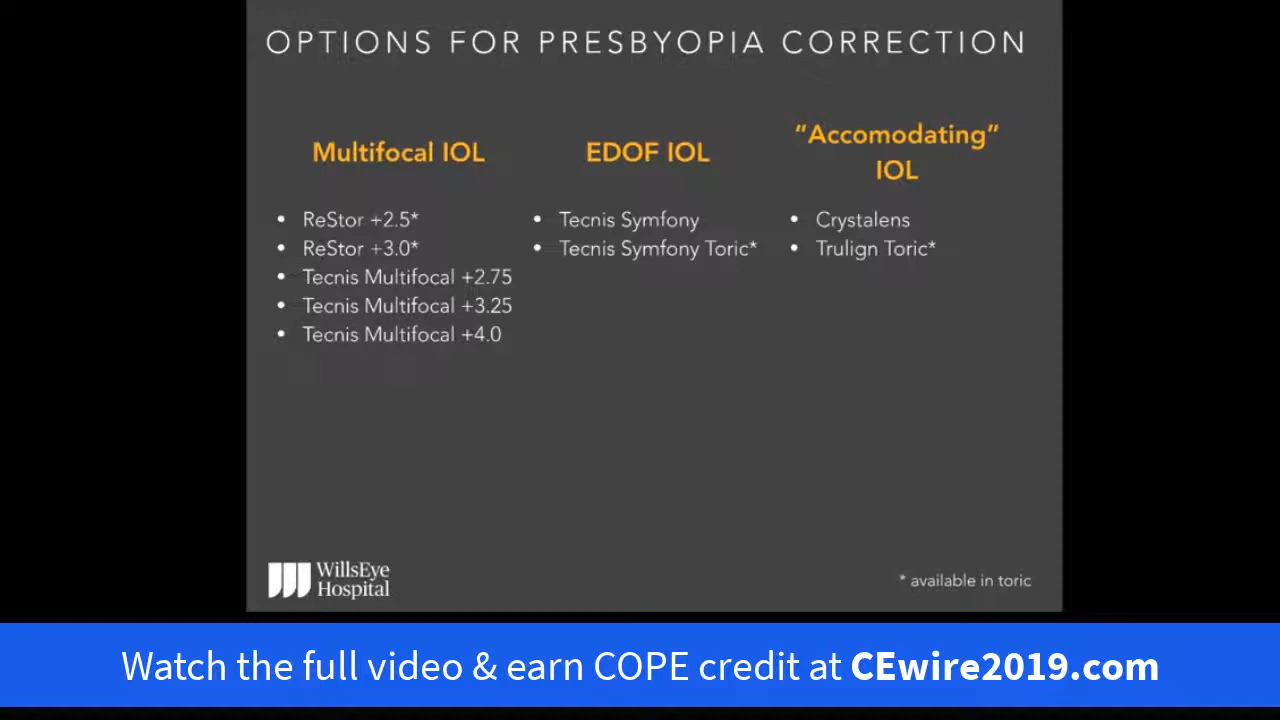 OPTIONS FOR PRESBYOPIA CORRECTION
Multifocal IOL
• ReStor +2.5*
• ReStor +3.0*
• Tecnis Multifocal +2.75
• Tecnis Multifocal +3.25
• Tecnis Multifocal +4.0
EDOF IOL
• Tecnis Symfony
• Tecnis Symfony Toric*
“Accomodating”
IOL
• Crystalens
• Trulign Toric*
WillsEye
Hospital
* available in toric
Watch the full video & earn COPE credit at CEwire2019.com